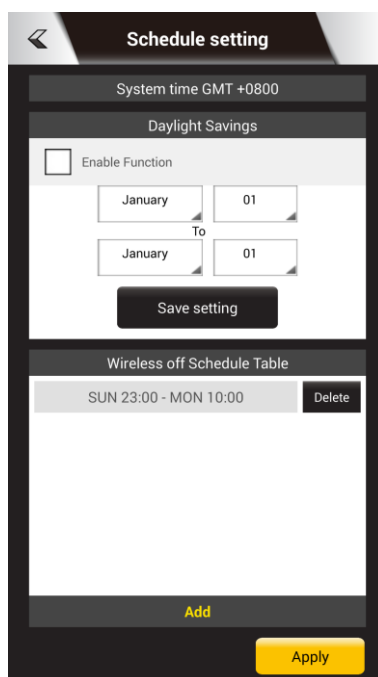 Schedule setting
System time GMT +0800
Daylight Savings
Enable Function
January 01
To
January 01
Save setting
Wireless off Schedule Table
SUN 23:00 - MON 10:00 Delete
Add
Apply